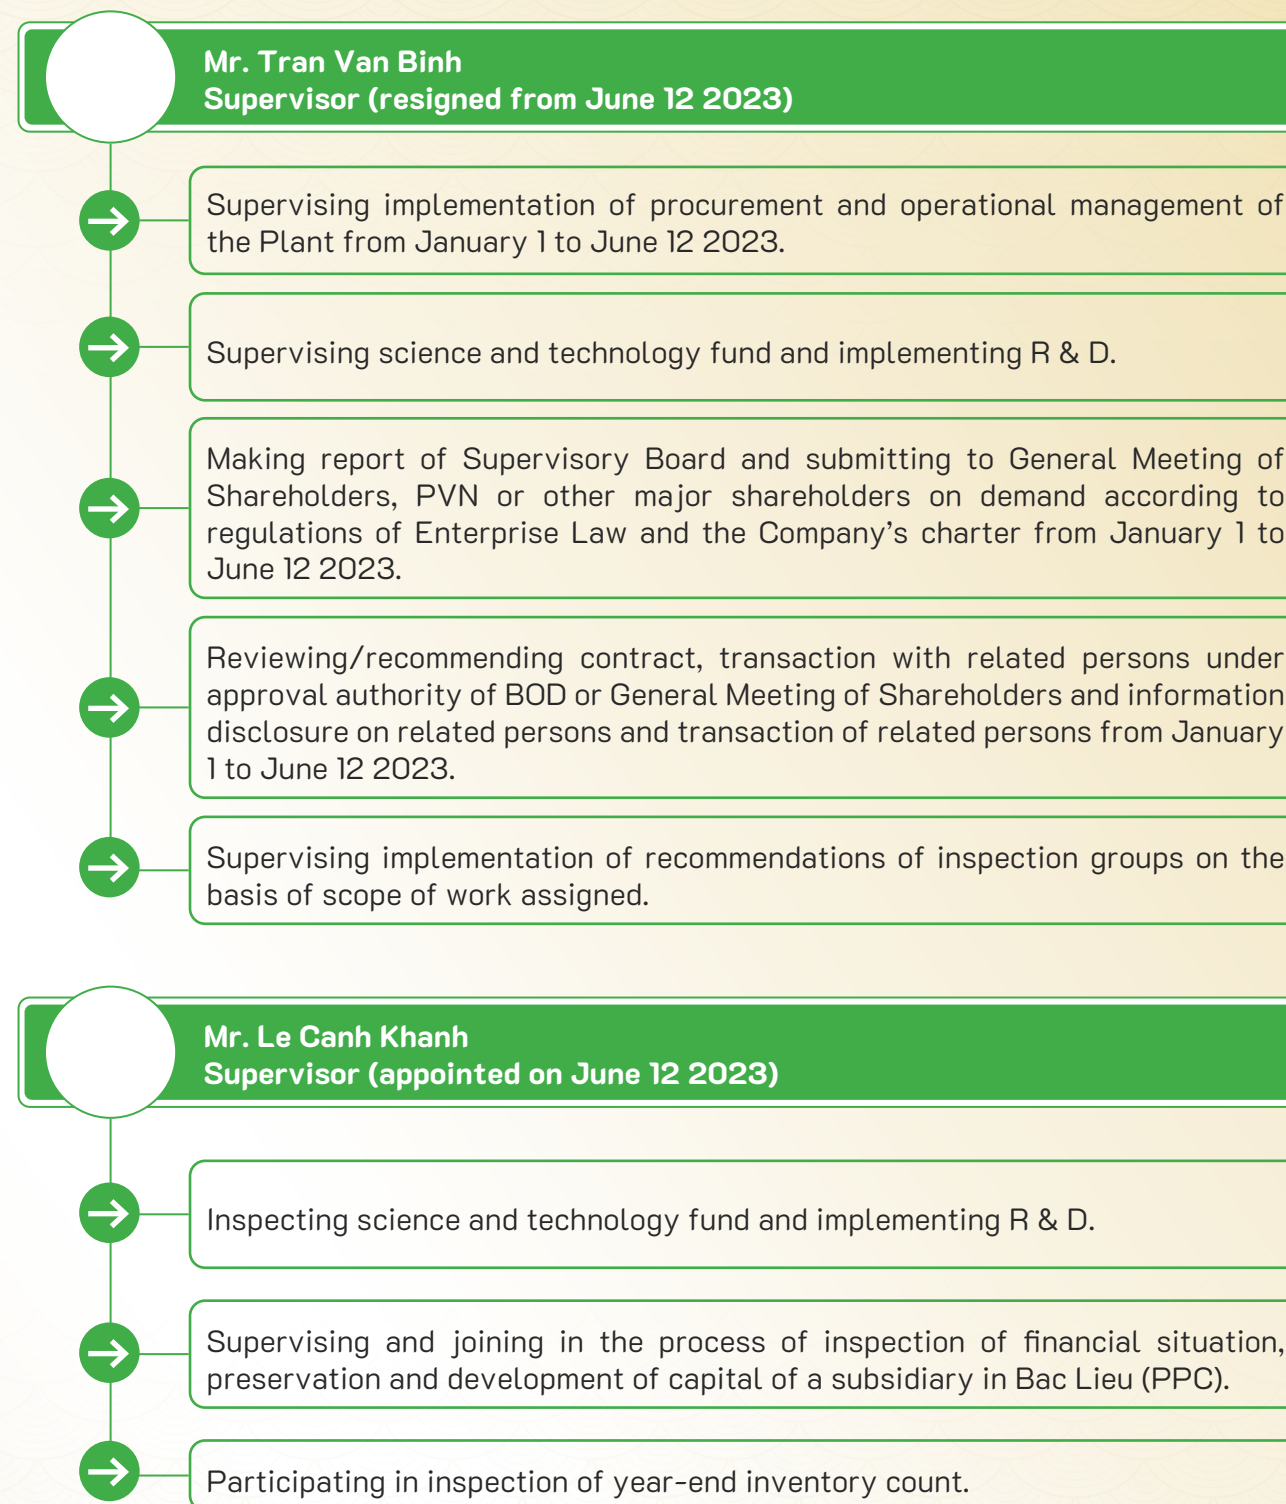 Mr. Tran Van Binh
Supervisor (resigned from June 12 2023)
Supervising implementation of procurement and operational management of
the Plant from January 1 to June 12 2023.
Supervising science and technology fund and implementing R & D.
Making report of Supervisory Board and submitting to General Meeting of
Shareholders, PVN or other major shareholders on demand according to
regulations of Enterprise Law and the Company's charter from January 1 to
June 12 2023.
Reviewing/recommending contract, transaction with related persons under
approval authority of BOD or General Meeting of Shareholders and information
disclosure on related persons and transaction of related persons from January
1 to June 12 2023.
Supervising implementation of recommendations of inspection groups on the
basis of scope of work assigned.
Mr. Le Canh Khanh
Supervisor (appointed on June 12 2023)
Inspecting science and technology fund and implementing R & D.
Supervising and joining in the process of inspection of financial situation,
preservation and development of capital of a subsidiary in Bac Lieu (PPC).
Participating in inspection of year-end inventory count.